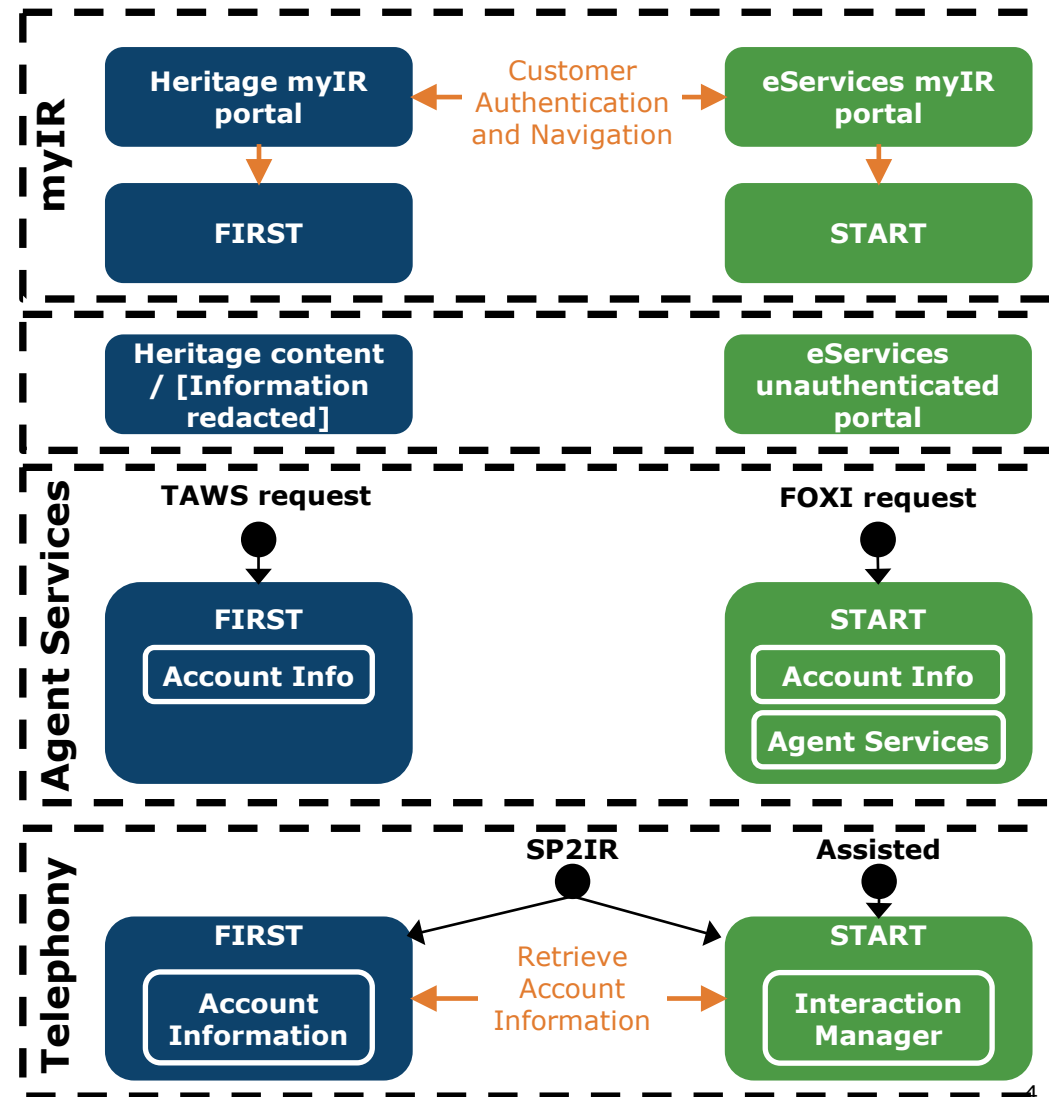 myIR
Heritage myIR
portal
Customer
Authentication
and Navigation
eServices myIR
portal
FIRST
START
Heritage content
/ [Information
redacted]
eServices
unauthenticated
portal
Agent Services
TAWS request
FOXI request
FIRST
Account Info
START
Account Info
Agent Services
Telephony
SP2IR
Assisted
FIRST
Account
Information
Retrieve
Account
Information
START
Interaction
Manager
4